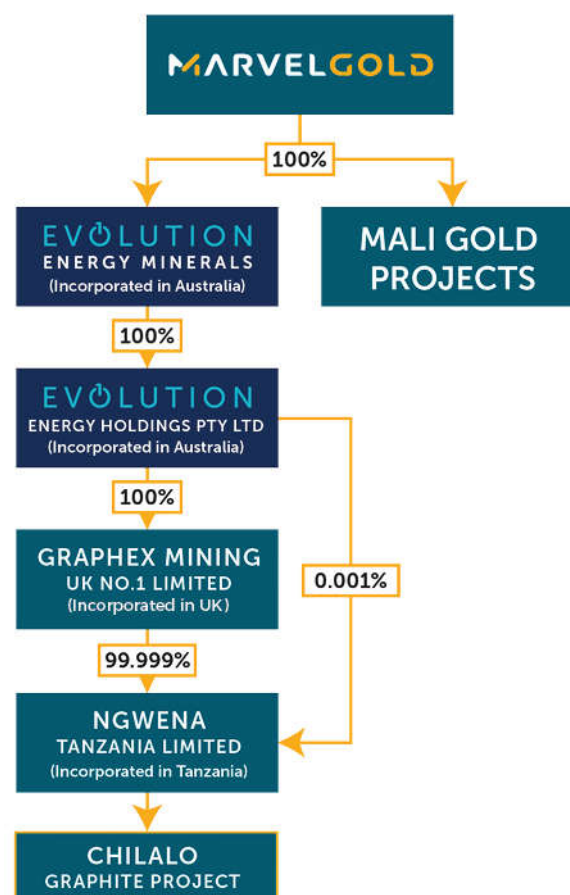 MARVELGOLD
100%
EVOLUTION
ENERGY MINERALS
(Incorporated in Australia)
MALI GOLD
PROJECTS
100%
EVOLUTION
ENERGY HOLDINGS PTY LTD
(Incorporated in Australia)
100%
GRAPHEX MINING
UK NO.1 LIMITED
(Incorporated in UK)
0.001%
99.999%
NGWENA
TANZANIA LIMITED
(Incorporated in Tanzania)
CHILALO
GRAPHITE PROJECT